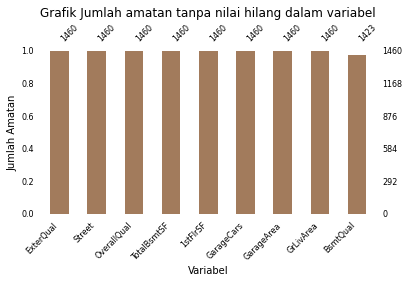 Grafik Jumlah amatan tanpa nilai hilang dalam variabel
1460 1460 1460 1460 1460 1460 1460 1460 1423
1.0 1460
0.8 1168
0.6 876
0.4 584
0.2 292
0.0 0
Jumlah Amatan
ExterQual Street OverallQual TotalBsmtSF 1stFlrSF GarageCars GarageArea GrLivArea BsmtQual
Variabel